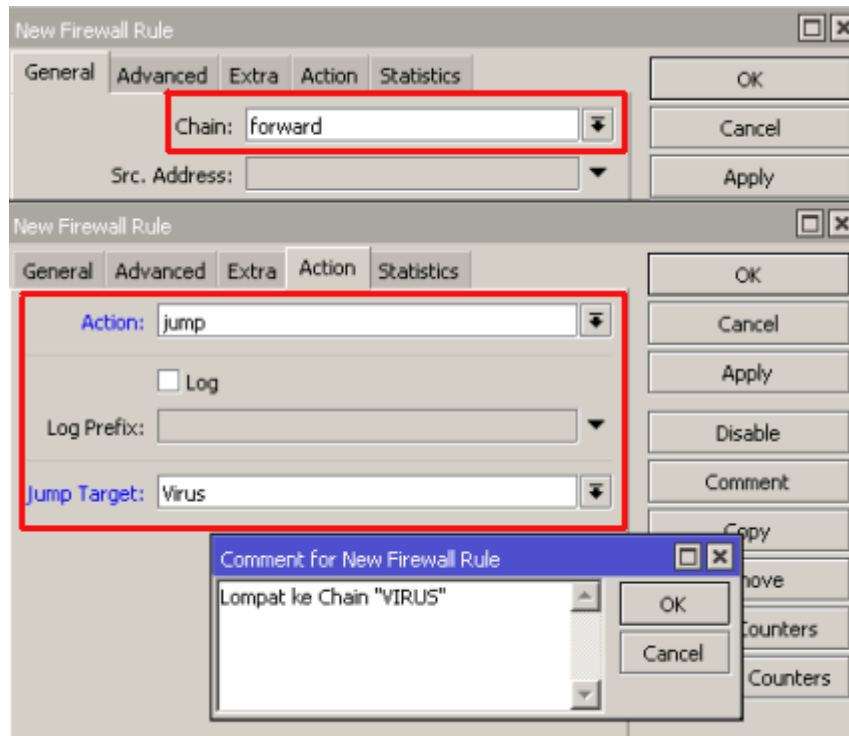 New Firewall Rule
General Advanced Extra Action Statistics
OK
Chain: forward
Cancel
Src. Address:
Apply
New Firewall Rule
General Advanced Extra Action Statistics
OK
Action: jump
Cancel
Log
Apply
Log Prefix:
Disable
Jump Target: Virus
Comment
Copy
Comment for New Firewall Rule
move
Lompat ke Chain "VIRUS"
OK
Counters
Cancel
Counters